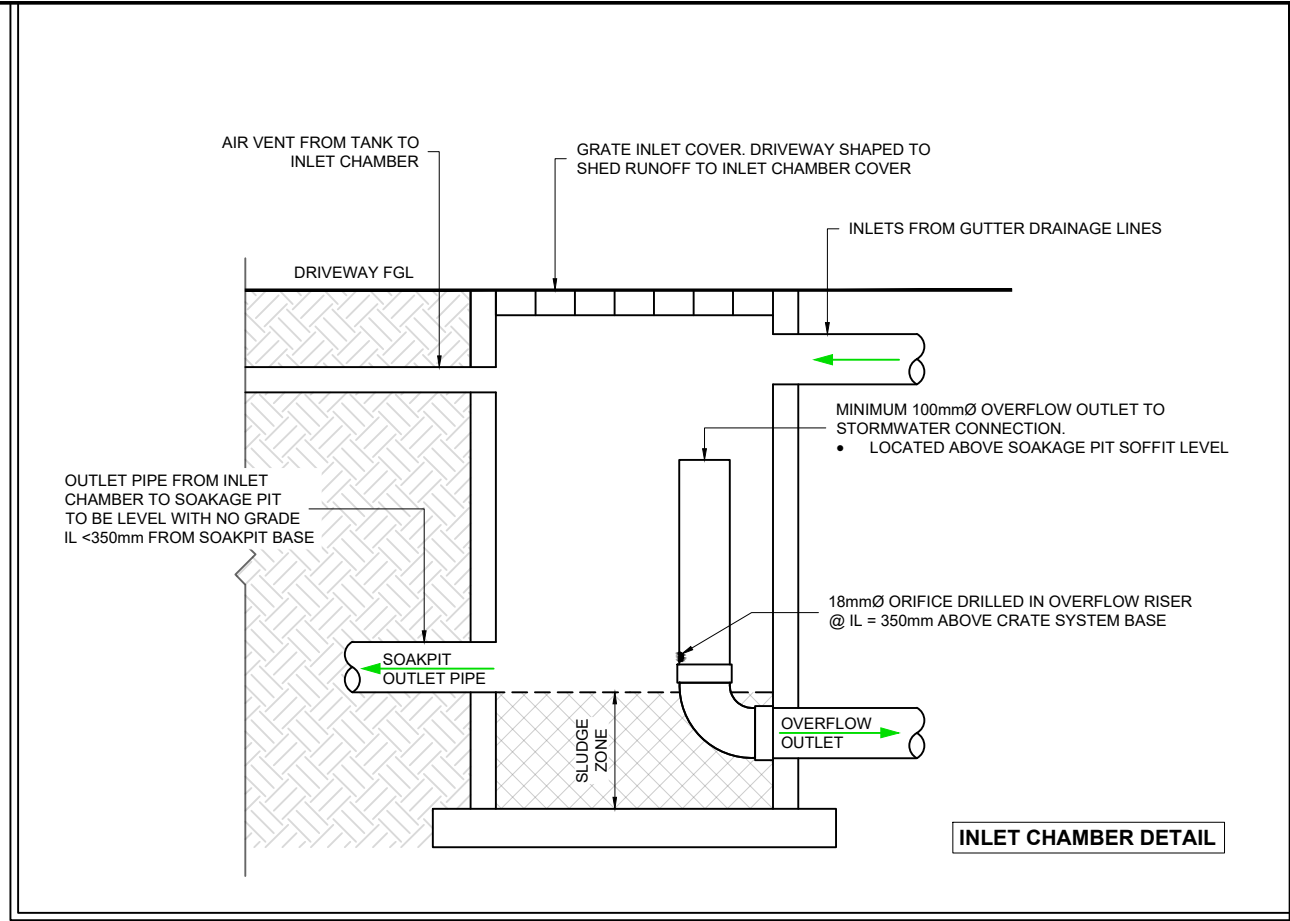 AIR VENT FROM TANK TO
INLET CHAMBER
GRATE INLET COVER. DRIVEWAY SHAPED TO
SHED RUNOFF TO INLET CHAMBER COVER
INLETS FROM GUTTER DRAINAGE LINES
DRIVEWAY FGL
MINIMUM 100mmØ OVERFLOW OUTLET TO
STORMWATER CONNECTION.
• LOCATED ABOVE SOAKAGE PIT SOFFIT LEVEL
OUTLET PIPE FROM INLET
CHAMBER TO SOAKAGE PIT
TO BE LEVEL WITH NO GRADE
IL <350mm FROM SOAKPIT BASE
18mmØ ORIFICE DRILLED IN OVERFLOW RISER
@ IL = 350mm ABOVE CRATE SYSTEM BASE
SOAKPIT
OUTLET PIPE
SLUDGE
ZONE
OVERFLOW
OUTLET
INLET CHAMBER DETAIL